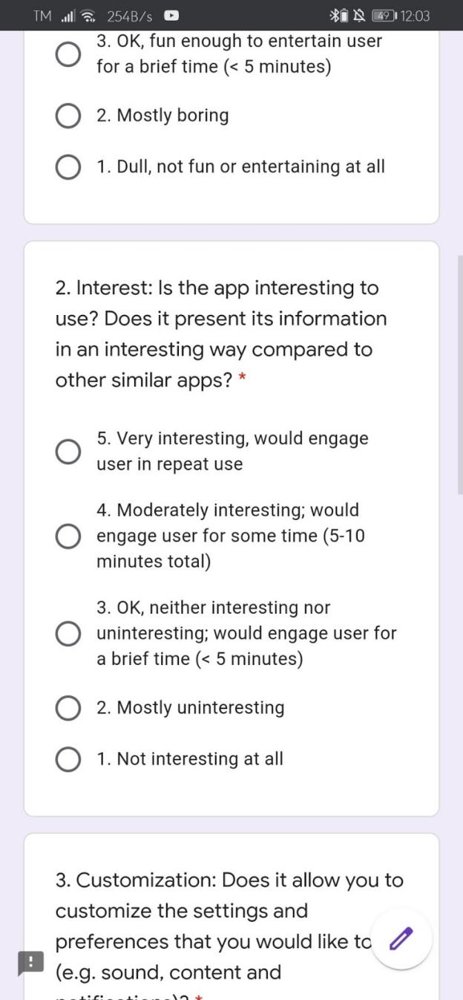 TM 254B/s 49 12:03
3. OK, fun enough to entertain user
for a brief time (< 5 minutes)
2. Mostly boring
1. Dull, not fun or entertaining at all
2. Interest: Is the app interesting to
use? Does it present its information
in an interesting way compared to
other similar apps? *
5. Very interesting, would engage
user in repeat use
4. Moderately interesting; would
engage user for some time (5-10
minutes total)
3. OK, neither interesting nor
uninteresting; would engage user for
a brief time (< 5 minutes)
2. Mostly uninteresting
1. Not interesting at all
3. Customization: Does it allow you to
customize the settings and
preferences that you would like to
(e.g. sound, content and
notifications)? *